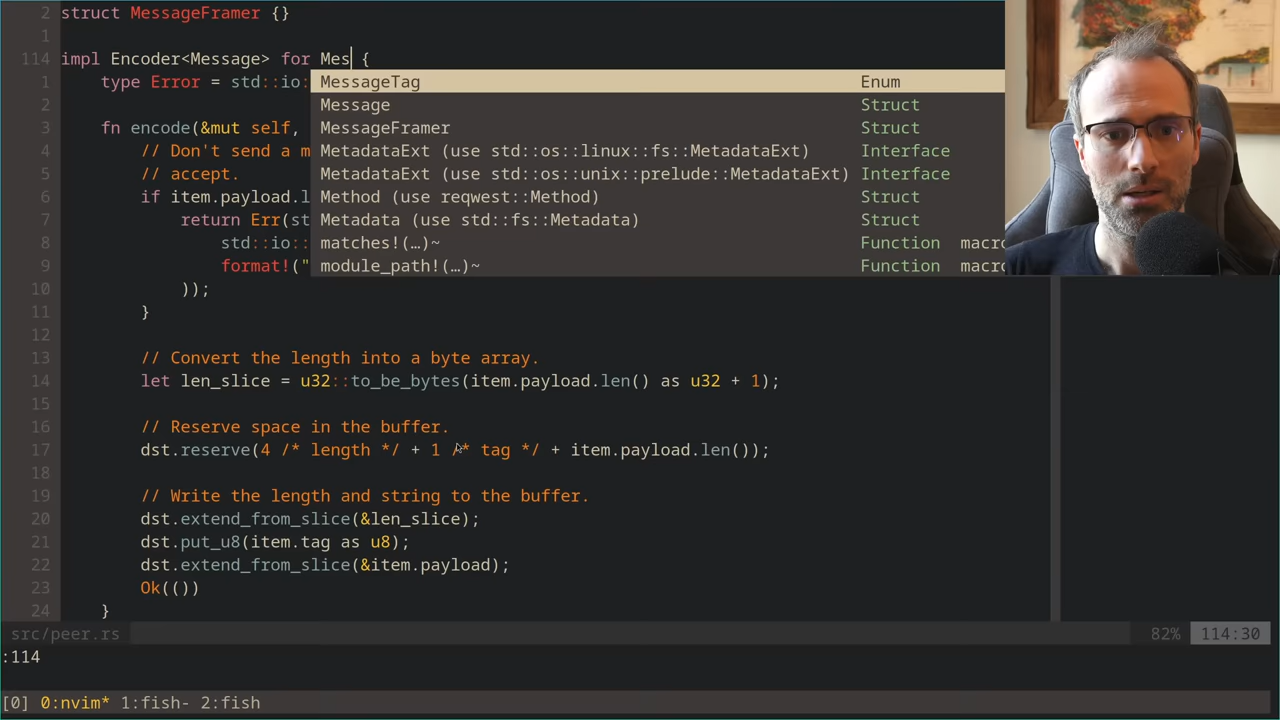 2 struct MessageFramer {}
1
114 impl Encoder<Message> for Mes {
1 type Error = std::io: MessageTag Enum
2 Message Struct
3 fn encode(&mut self, MessageFramer Struct
4 // Don't send a m MetadataExt (use std::os::linux::fs::MetadataExt) Interface
5 // accept. MetadataExt (use std::os::unix::prelude::MetadataExt) Interface
6 if item.payload.l Method (use reqwest::Method) Struct
7 return Err(st Metadata (use std::fs::Metadata) Struct
8 std::io:: matches!(…)~ Function macro
9 format!(" module_path!(…)~ Function macro
10 ));
11 }
12
13 // Convert the length into a byte array.
14 let len_slice = u32::to_be_bytes(item.payload.len() as u32 + 1);
15
16 // Reserve space in the buffer.
17 dst.reserve(4 /* length */ + 1 /* tag */ + item.payload.len());
18
19 // Write the length and string to the buffer.
20 dst.extend_from_slice(&len_slice);
21 dst.put_u8(item.tag as u8);
22 dst.extend_from_slice(&item.payload);
23 Ok(())
24 }
src/peer.rs 82% 114:30
:114
[0] 0:nvim* 1:fish- 2:fish